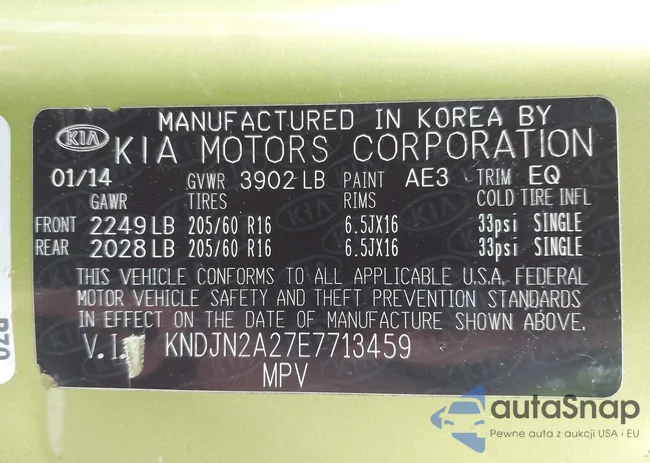 MANUFACTURED IN KOREA BY
KIA KIA MOTORS CORPORATION
01/14 GVWR 3902 LB PAINT AE3 TRIM EQ
GAWR TIRES RIMS COLD TIRE INFL
FRONT 2249 LB 205/60 R16 6.5JX16 33psi SINGLE
REAR 2028 LB 205/60 R16 6.5JX16 33psi SINGLE
THIS VEHICLE CONFORMS TO ALL APPLICABLE U.S.A. FEDERAL
MOTOR VEHICLE SAFETY AND THEFT PREVENTION STANDARDS
IN EFFECT ON THE DATE OF MANUFACTURE SHOWN ABOVE.
V.I. KNDJN2A27E7713459
MPV
autaSnap
Pewne auta z aukcji USA i EU